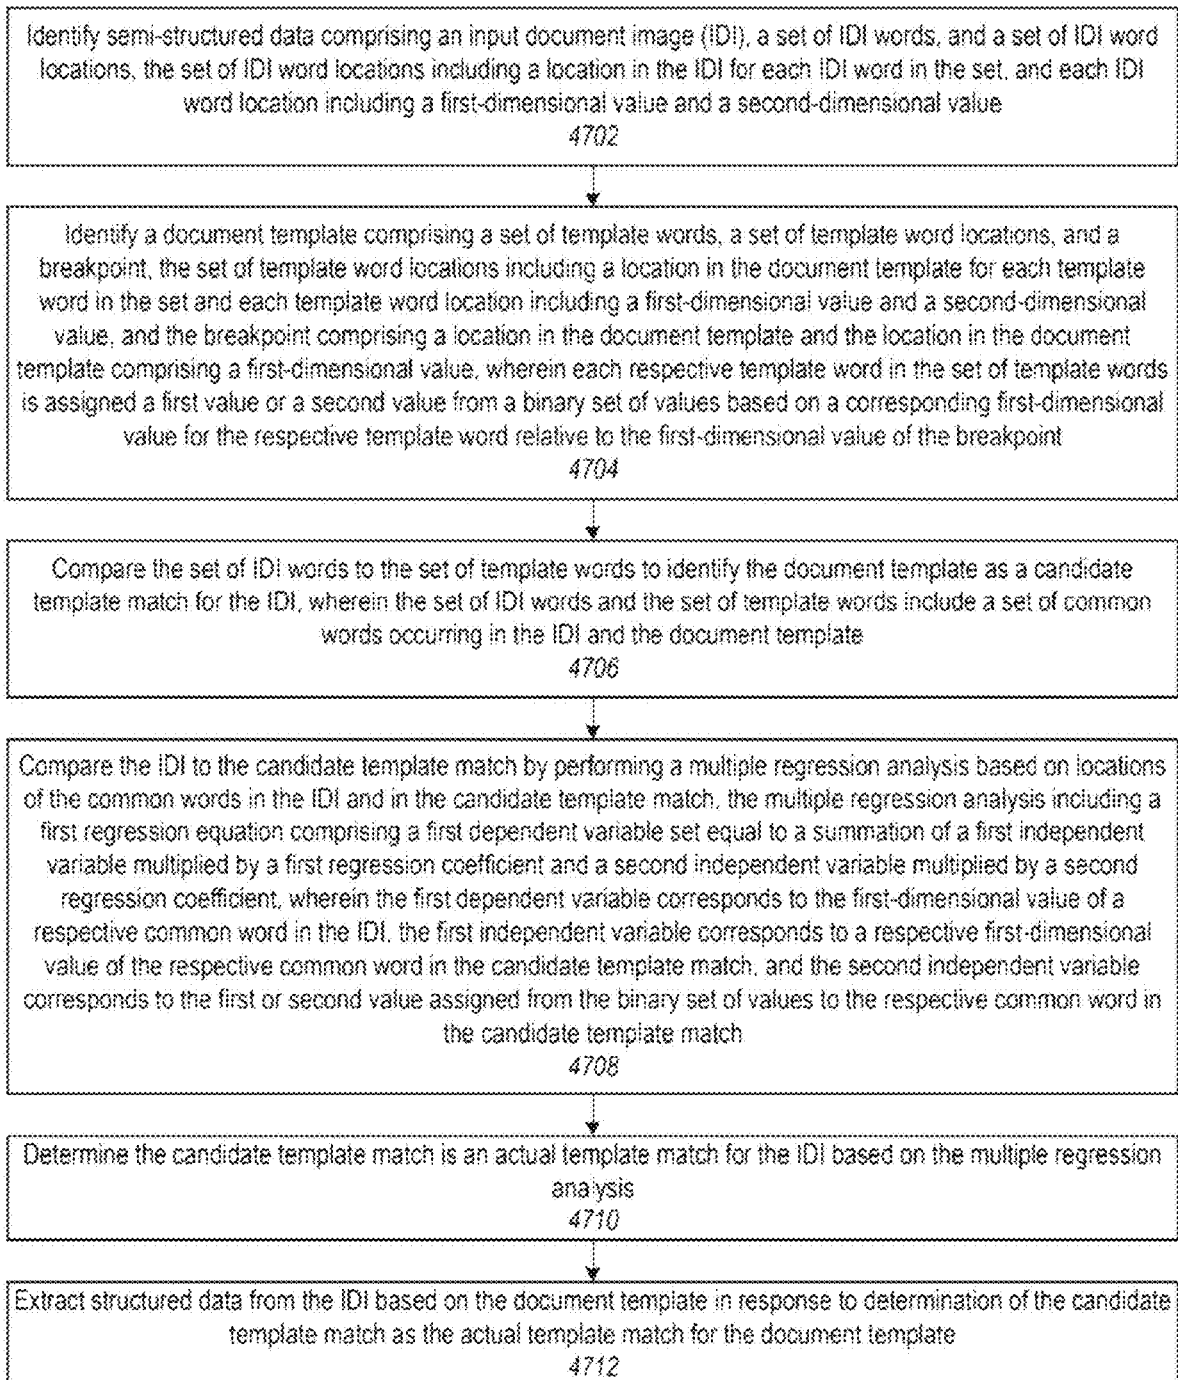 Identify semi-structured data comprising an input document image (IDI), a set of IDI words, and a set of IDI word
locations, the set of IDI word locations including a location in the IDI for each IDI word in the set, and each IDI
word location including a first-dimensional value and a second-dimensional value
4702
Identify a document template comprising a set of template words, a set of template word locations, and a
breakpoint, the set of template word locations including a location in the document template for each template
word in the set and each template word location including a first-dimensional value and a second-dimensional
value, and the breakpoint comprising a location in the document template and the location in the document
template comprising a first-dimensional value, wherein each respective template word in the set of template words
is assigned a first value or a second value from a binary set of values based on a corresponding first-dimensional
value for the respective template word relative to the first-dimensional value of the breakpoint
4704
Compare the set of IDI words to the set of template words to identify the document template as a candidate
template match for the IDI, wherein the set of IDI words and the set of template words include a set of common
words occurring in the IDI and the document template
4706
Compare the IDI to the candidate template match by performing a multiple regression analysis based on locations
of the common words in the IDI and in the candidate template match, the multiple regression analysis including a
first regression equation comprising a first dependent variable set equal to a summation of a first independent
variable multiplied by a first regression coefficient and a second independent variable multiplied by a second
regression coefficient, wherein the first dependent variable corresponds to the first-dimensional value of a
respective common word in the IDI, the first independent variable corresponds to a respective first-dimensional
value of the respective common word in the candidate template match, and the second independent variable
corresponds to the first or second value assigned from the binary set of values to the respective common word in
the candidate template match
4708
Determine the candidate template match is an actual template match for the IDI based on the multiple regression
analysis
4710
Extract structured data from the IDI based on the document template in response to determination of the candidate
template match as the actual template match for the document template
4712